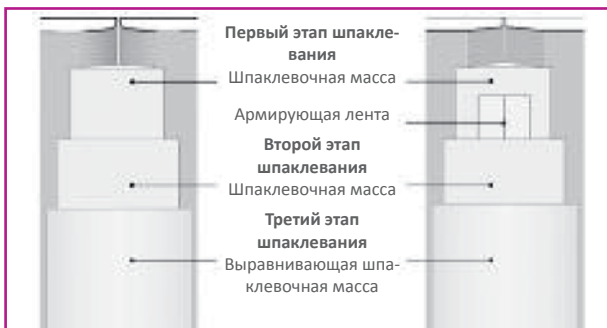 Первый этап шпакле-
вания
Шпаклевочная масса
Армирующая лента
Второй этап
шпаклевания
Шпаклевочная масса
Третий этап
шпаклевания
Выравнивающая шпа-
клевочная масса